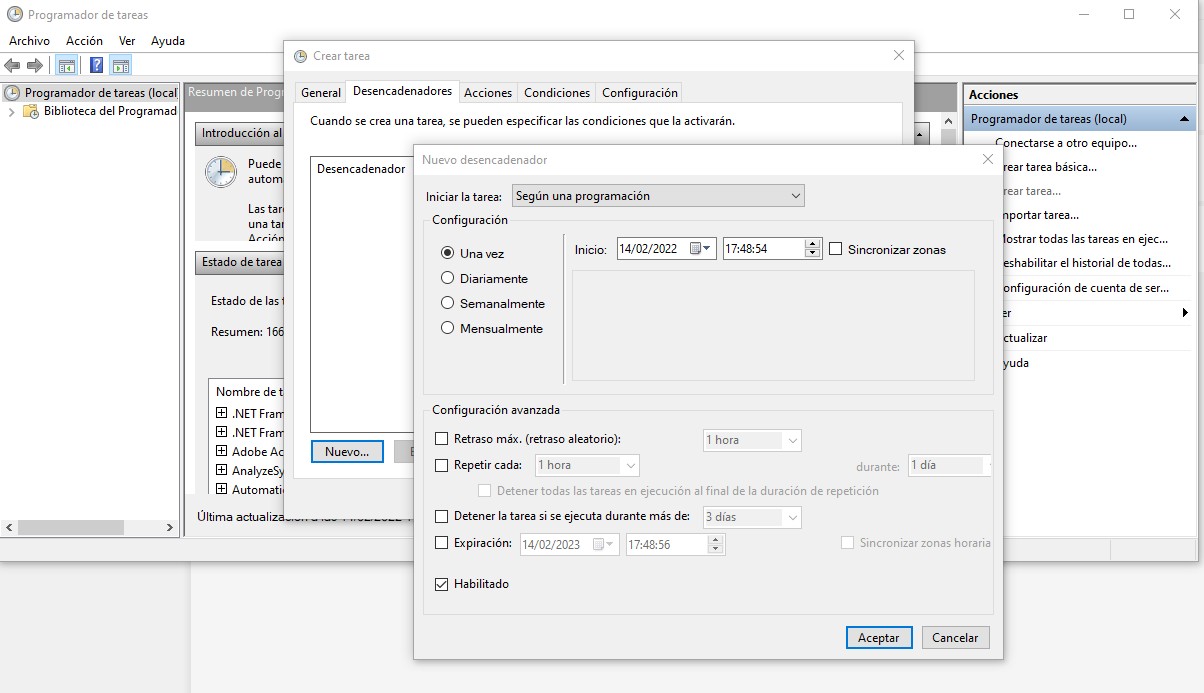 Programador de tareas
Archivo Acción Ver Ayuda
Programador de tareas (local)
Biblioteca del Programad
Resumen de Prog
Introducción al
Puede
autom
Las tar
una tar
Acción
Estado de tarea
Estado de las t
Resumen: 166
Nombre de t
.NET Fram
.NET Fram
Adobe Ac
AnalyzeSy
Automati
Última actualiza
Crear tarea
General Desencadenadores Acciones Condiciones Configuración
Cuando se crea una tarea, se pueden especificar las condiciones que la activarán.
Desencadenador
Nuevo...
Nuevo desencadenador
Iniciar la tarea: Según una programación
Configuración
Una vez
Diariamente
Semanalmente
Mensualmente
Inicio: 14/02/2022 17:48:54 Sincronizar zonas
Configuración avanzada
Retraso máx. (retraso aleatorio): 1 hora
Repetir cada: 1 hora durante: 1 día
Detener todas las tareas en ejecución al final de la duración de repetición
Detener la tarea si se ejecuta durante más de: 3 días
Expiración: 14/02/2023 17:48:56 Sincronizar zonas horaria
Habilitado
Aceptar Cancelar
Acciones
Programador de tareas (local)
Conectarse a otro equipo...
rear tarea básica...
rear tarea...
mportar tarea...
Mostrar todas las tareas en ejec...
eshabilitar el historial de todas...
onfiguración de cuenta de ser...
er
ctualizar
yuda